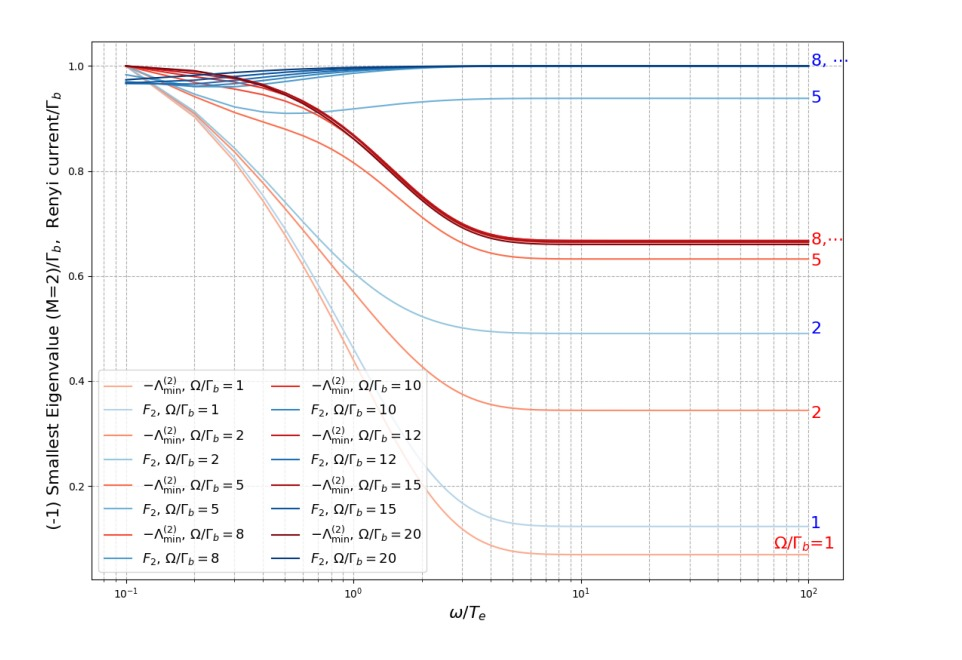 (-1) Smallest Eigenvalue (M=2)/Γ_b, Renyi current/Γ_b
1.0
0.8
0.6
0.4
0.2
8, ⋯
5
8,⋯
5
2
2
1
Ω/Γ_b=1
−Λ_min^(2), Ω/Γ_b = 1
F_2, Ω/Γ_b = 1
−Λ_min^(2), Ω/Γ_b = 2
F_2, Ω/Γ_b = 2
−Λ_min^(2), Ω/Γ_b = 5
F_2, Ω/Γ_b = 5
−Λ_min^(2), Ω/Γ_b = 8
F_2, Ω/Γ_b = 8
−Λ_min^(2), Ω/Γ_b = 10
F_2, Ω/Γ_b = 10
−Λ_min^(2), Ω/Γ_b = 12
F_2, Ω/Γ_b = 12
−Λ_min^(2), Ω/Γ_b = 15
F_2, Ω/Γ_b = 15
−Λ_min^(2), Ω/Γ_b = 20
F_2, Ω/Γ_b = 20
10^−1
10^0
10^1
10^2
ω/T_e